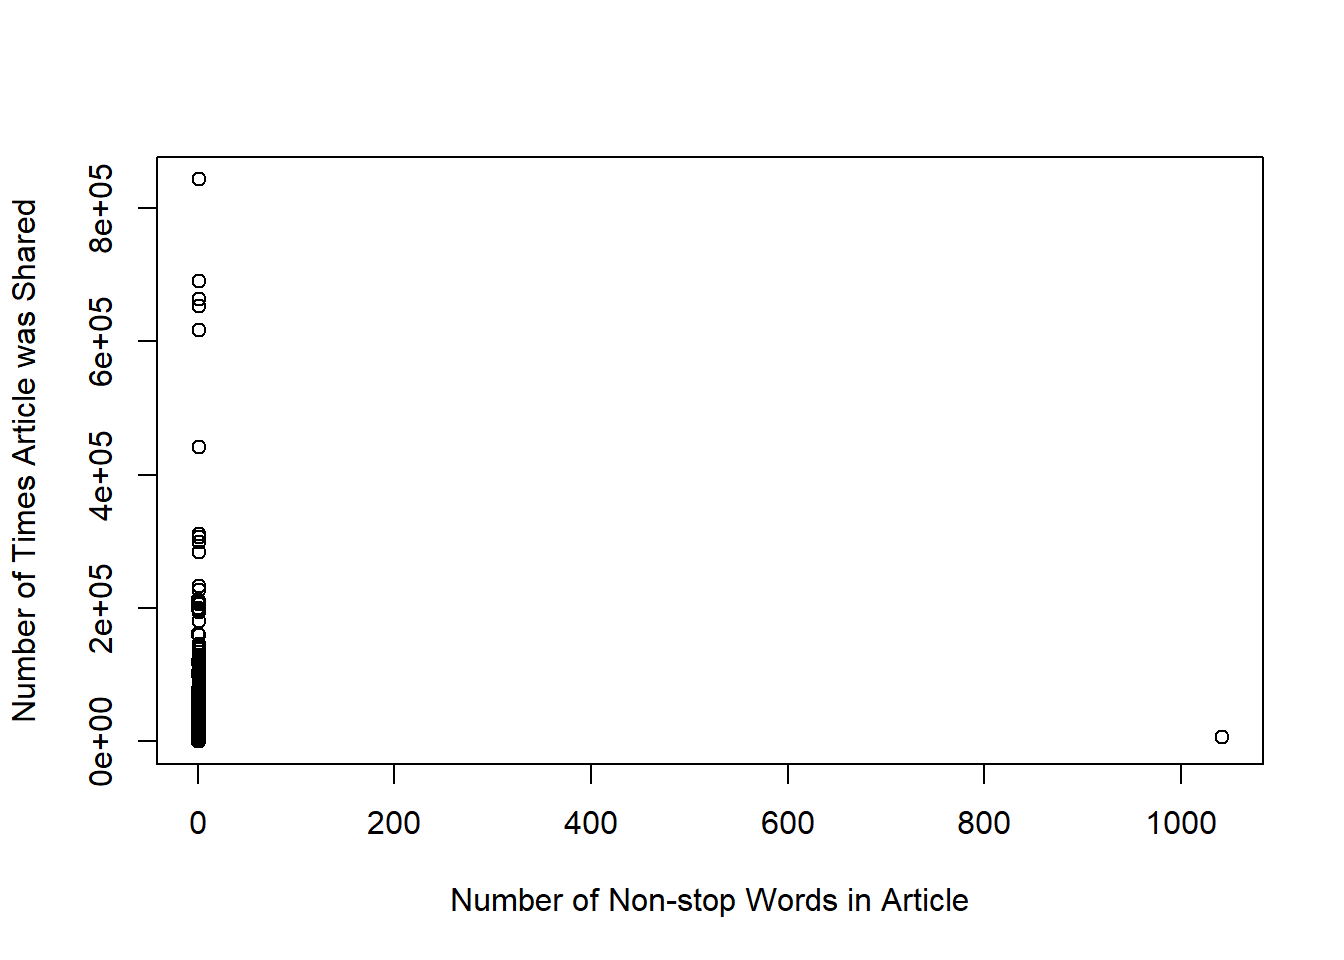 Number of Times Article was Shared
8e+05
6e+05
4e+05
2e+05
0e+00
0 200 400 600 800 1000
Number of Non-stop Words in Article